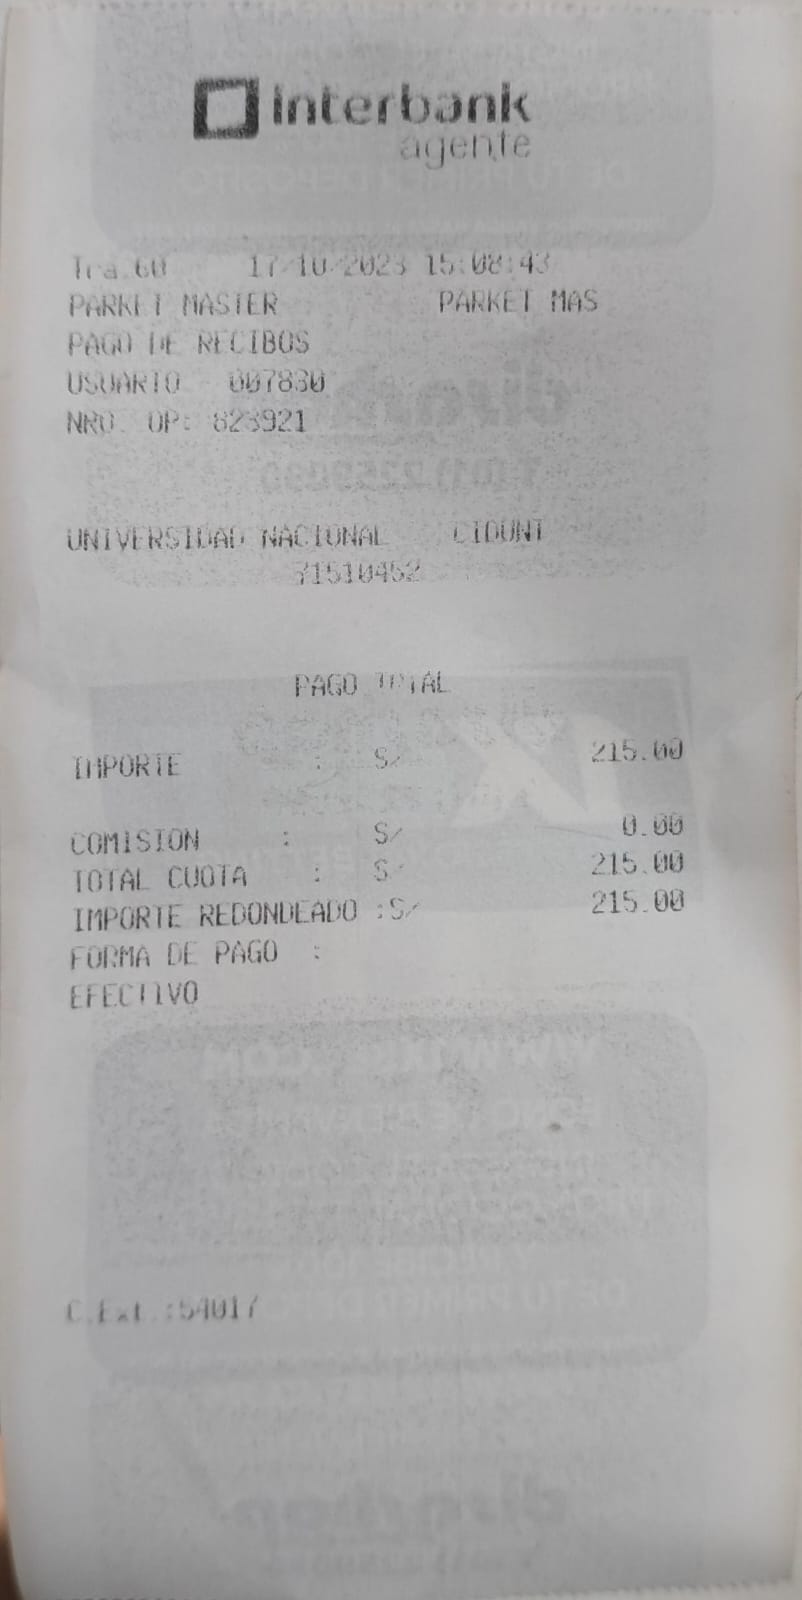 interbank
agente
Tra.60 17/10/2023 15:08:43
PARKET MASTER PARKET MAS
PAGO DE RECIBOS
USUARIO 007830
NRO. OP: 823921
UNIVERSIDAD NACIONAL CIDUNT
71510452
PAGO TOTAL
IMPORTE : S/ 215.00
COMISION : S/ 0.00
TOTAL CUOTA : S/ 215.00
IMPORTE REDONDEADO :S/ 215.00
FORMA DE PAGO :
EFECTIVO
C.Ext.:54017